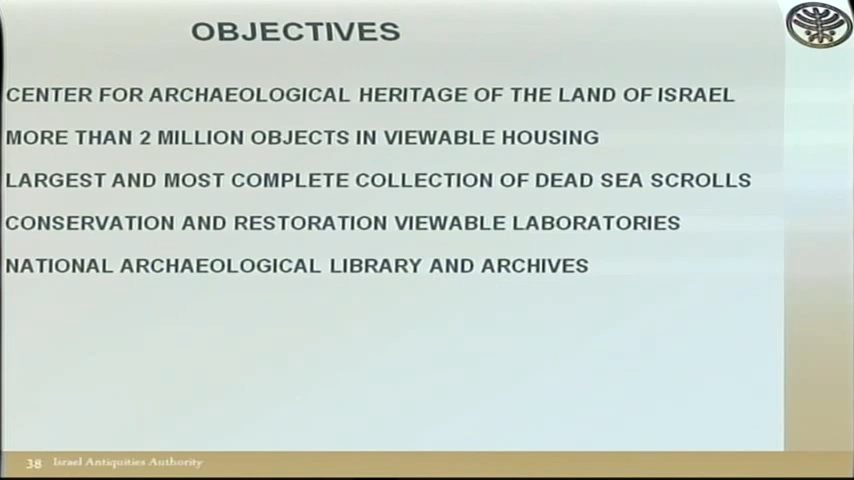 OBJECTIVES
CENTER FOR ARCHAEOLOGICAL HERITAGE OF THE LAND OF ISRAEL
MORE THAN 2 MILLION OBJECTS IN VIEWABLE HOUSING
LARGEST AND MOST COMPLETE COLLECTION OF DEAD SEA SCROLLS
CONSERVATION AND RESTORATION VIEWABLE LABORATORIES
NATIONAL ARCHAEOLOGICAL LIBRARY AND ARCHIVES
38 Israel Antiquities Authority